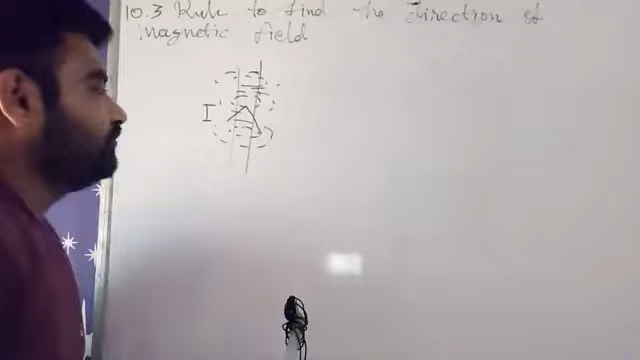 10.3 Rule to find the direction of
magnetic field
I